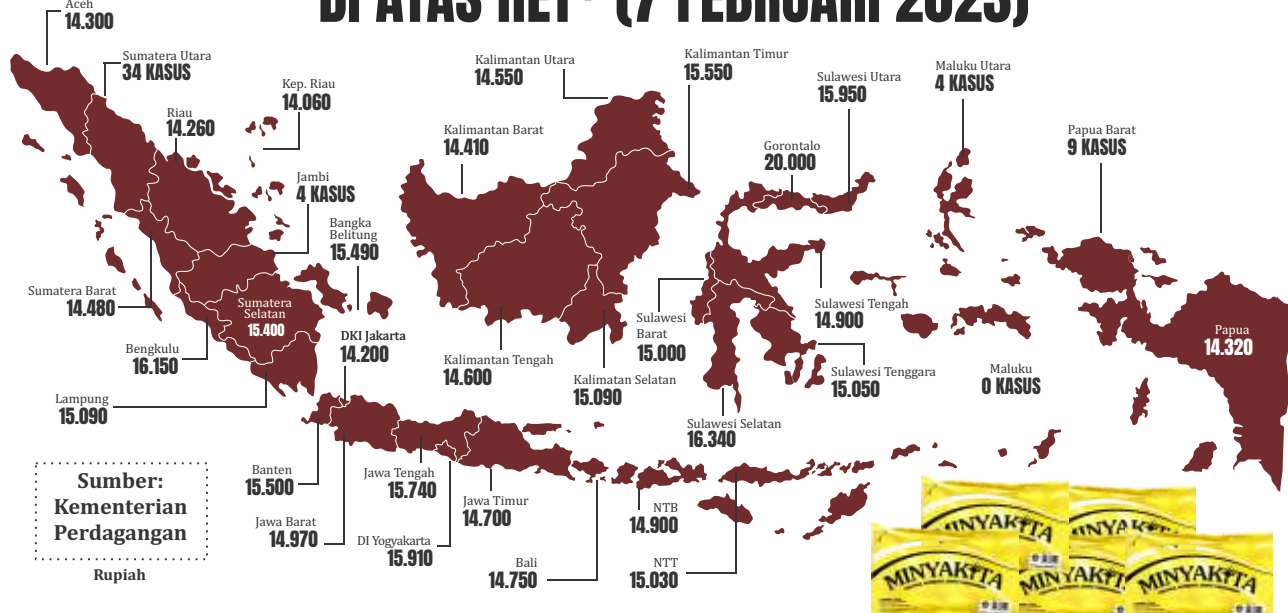 DI ATAS HET* (7 FEBRUARI 2023)
Aceh
14.300
Sumatera Utara
34 KASUS
Kep. Riau
14.060
Riau
14.260
Jambi
4 KASUS
Bangka
Belitung
15.490
Sumatera Barat
14.480
Sumatera
Selatan
15.400
Bengkulu
16.150
Lampung
15.090
DKI Jakarta
14.200
Kalimantan Utara
14.550
Kalimantan Timur
15.550
Kalimantan Barat
14.410
Kalimantan Tengah
14.600
Kalimatan Selatan
15.090
Sulawesi Utara
15.950
Gorontalo
20.000
Sulawesi
Barat
15.000
Sulawesi Tengah
14.900
Sulawesi Tenggara
15.050
Sulawesi Selatan
16.340
Maluku Utara
4 KASUS
Papua Barat
9 KASUS
Maluku
0 KASUS
Papua
14.320
Banten
15.500
Jawa Barat
14.970
Jawa Tengah
15.740
DI Yogyakarta
15.910
Jawa Timur
14.700
Bali
14.750
NTB
14.900
NTT
15.030
Sumber:
Kementerian
Perdagangan
Rupiah
MINYAKITA
MINYAKITA
MINYAKITA
MINYAKITA
MINYAKITA